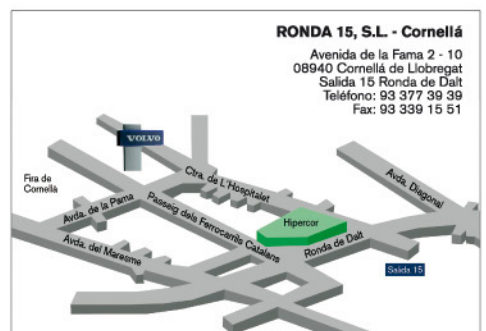 RONDA 15, S.L. - Cornellá
Avenida de la Fama 2 - 10
08940 Cornellá de Llobregat
Salida 15 Ronda de Dalt
Teléfono: 93 377 39 39
Fax: 93 339 15 51
VOLVO
Fira de
Cornellà
Ctra. de L'Hospitalet
Avda. Diagonal
Avda. de la Fama
Passeig dels Ferrocarrils Catalans
Hipercor
Avda. del Maresme
Ronda de Dalt
Salida 15